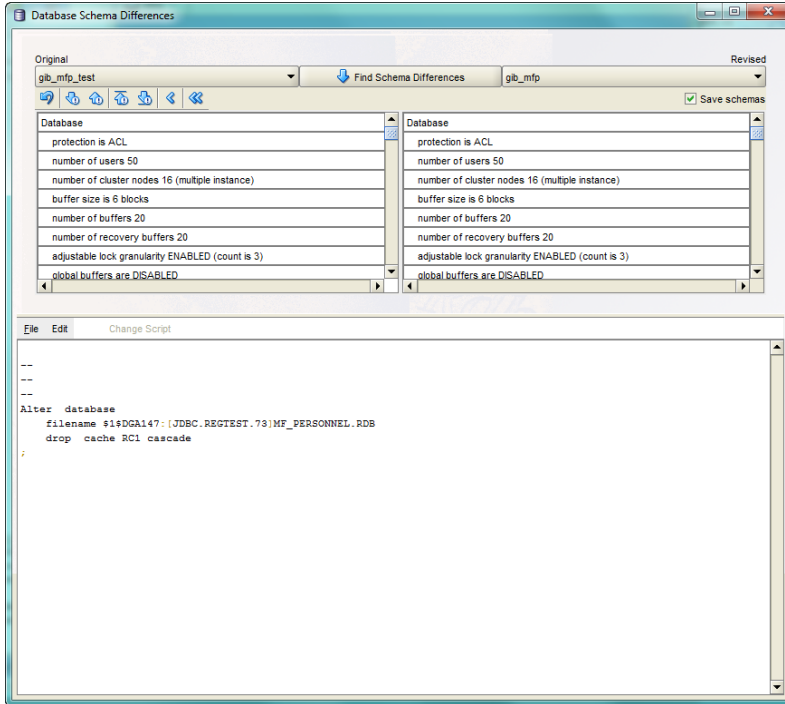 Database Schema Differences
Original
Revised
gib_mfp_test
Find Schema Differences
gib_mfp
Save schemas
Database
protection is ACL
number of users 50
number of cluster nodes 16 (multiple instance)
buffer size is 6 blocks
number of buffers 20
number of recovery buffers 20
adjustable lock granularity ENABLED (count is 3)
global buffers are DISABLED
Database
protection is ACL
number of users 50
number of cluster nodes 16 (multiple instance)
buffer size is 6 blocks
number of buffers 20
number of recovery buffers 20
adjustable lock granularity ENABLED (count is 3)
global buffers are DISABLED
File Edit Change Script
--
--
--
Alter database
filename $1$DGA147:[JDBC.REGTEST.73]MF_PERSONNEL.RDB
drop cache RC1 cascade
;